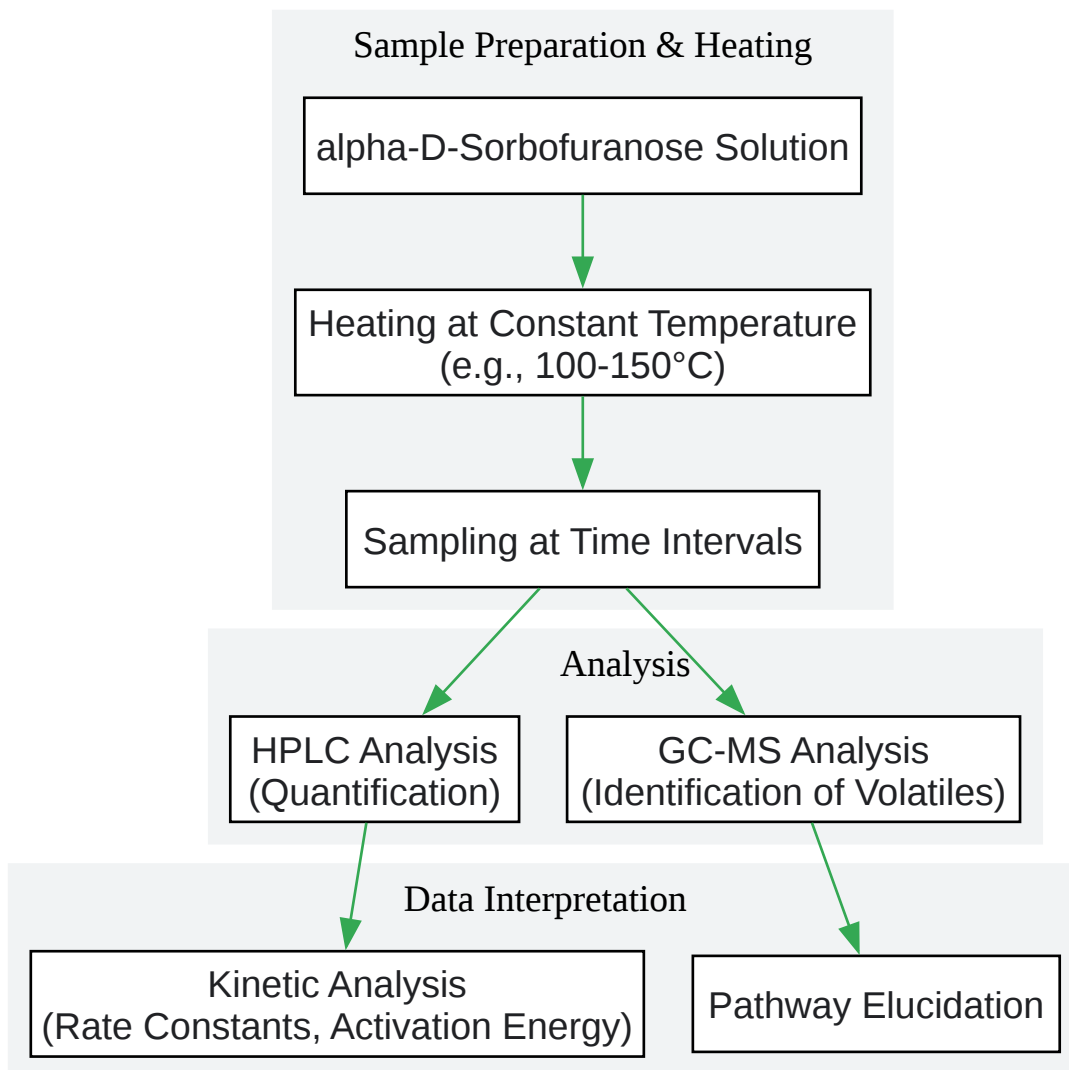 Sample Preparation & Heating
alpha-D-Sorbofuranose Solution
Heating at Constant Temperature
(e.g., 100-150°C)
Sampling at Time Intervals
Analysis
HPLC Analysis
(Quantification)
GC-MS Analysis
(Identification of Volatiles)
Data Interpretation
Kinetic Analysis
(Rate Constants, Activation Energy)
Pathway Elucidation